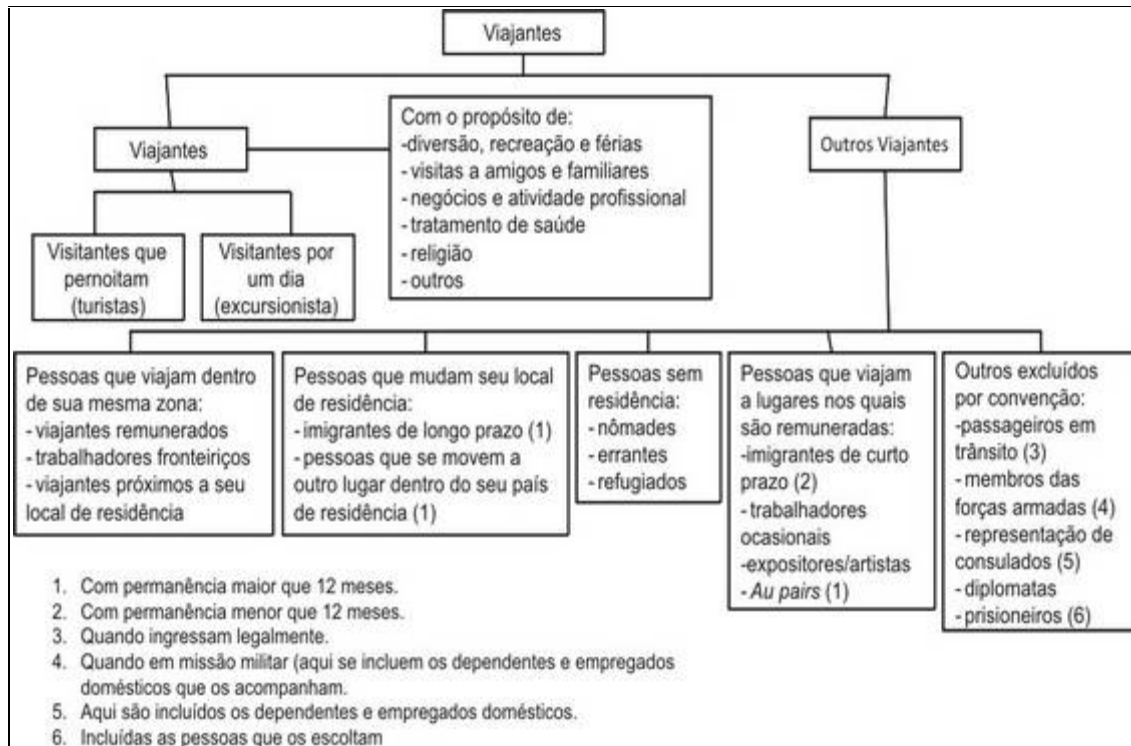 Viajantes
Viajantes
Com o propósito de:
-diversão, recreação e férias
- visitas a amigos e familiares
- negócios e atividade profissional
- tratamento de saúde
- religião
- outros
Outros Viajantes
Visitantes que
pernoitam
(turistas)
Visitantes por
um dia
(excursionista)
Pessoas que viajam dentro
de sua mesma zona:
- viajantes remunerados
- trabalhadores fronteiriços
- viajantes próximos a seu
local de residência
Pessoas que mudam seu local
de residência:
- imigrantes de longo prazo (1)
- pessoas que se movem a
outro lugar dentro do seu país
de residência (1)
Pessoas sem
residência:
- nômades
- errantes
- refugiados
Pessoas que viajam
a lugares nos quais
são remuneradas:
-imigrantes de curto
prazo (2)
- trabalhadores
ocasionais
-expositores/artistas
- Au pairs (1)
Outros excluídos
por convenção:
-passageiros em
trânsito (3)
- membros das
forças armadas (4)
- representação de
consulados (5)
- diplomatas
- prisioneiros (6)
1. Com permanência maior que 12 meses.
2. Com permanência menor que 12 meses.
3. Quando ingressam legalmente.
4. Quando em missão militar (aqui se incluem os dependentes e empregados
domésticos que os acompanham.
5. Aqui são incluídos os dependentes e empregados domésticos.
6. Incluídas as pessoas que os escoltam